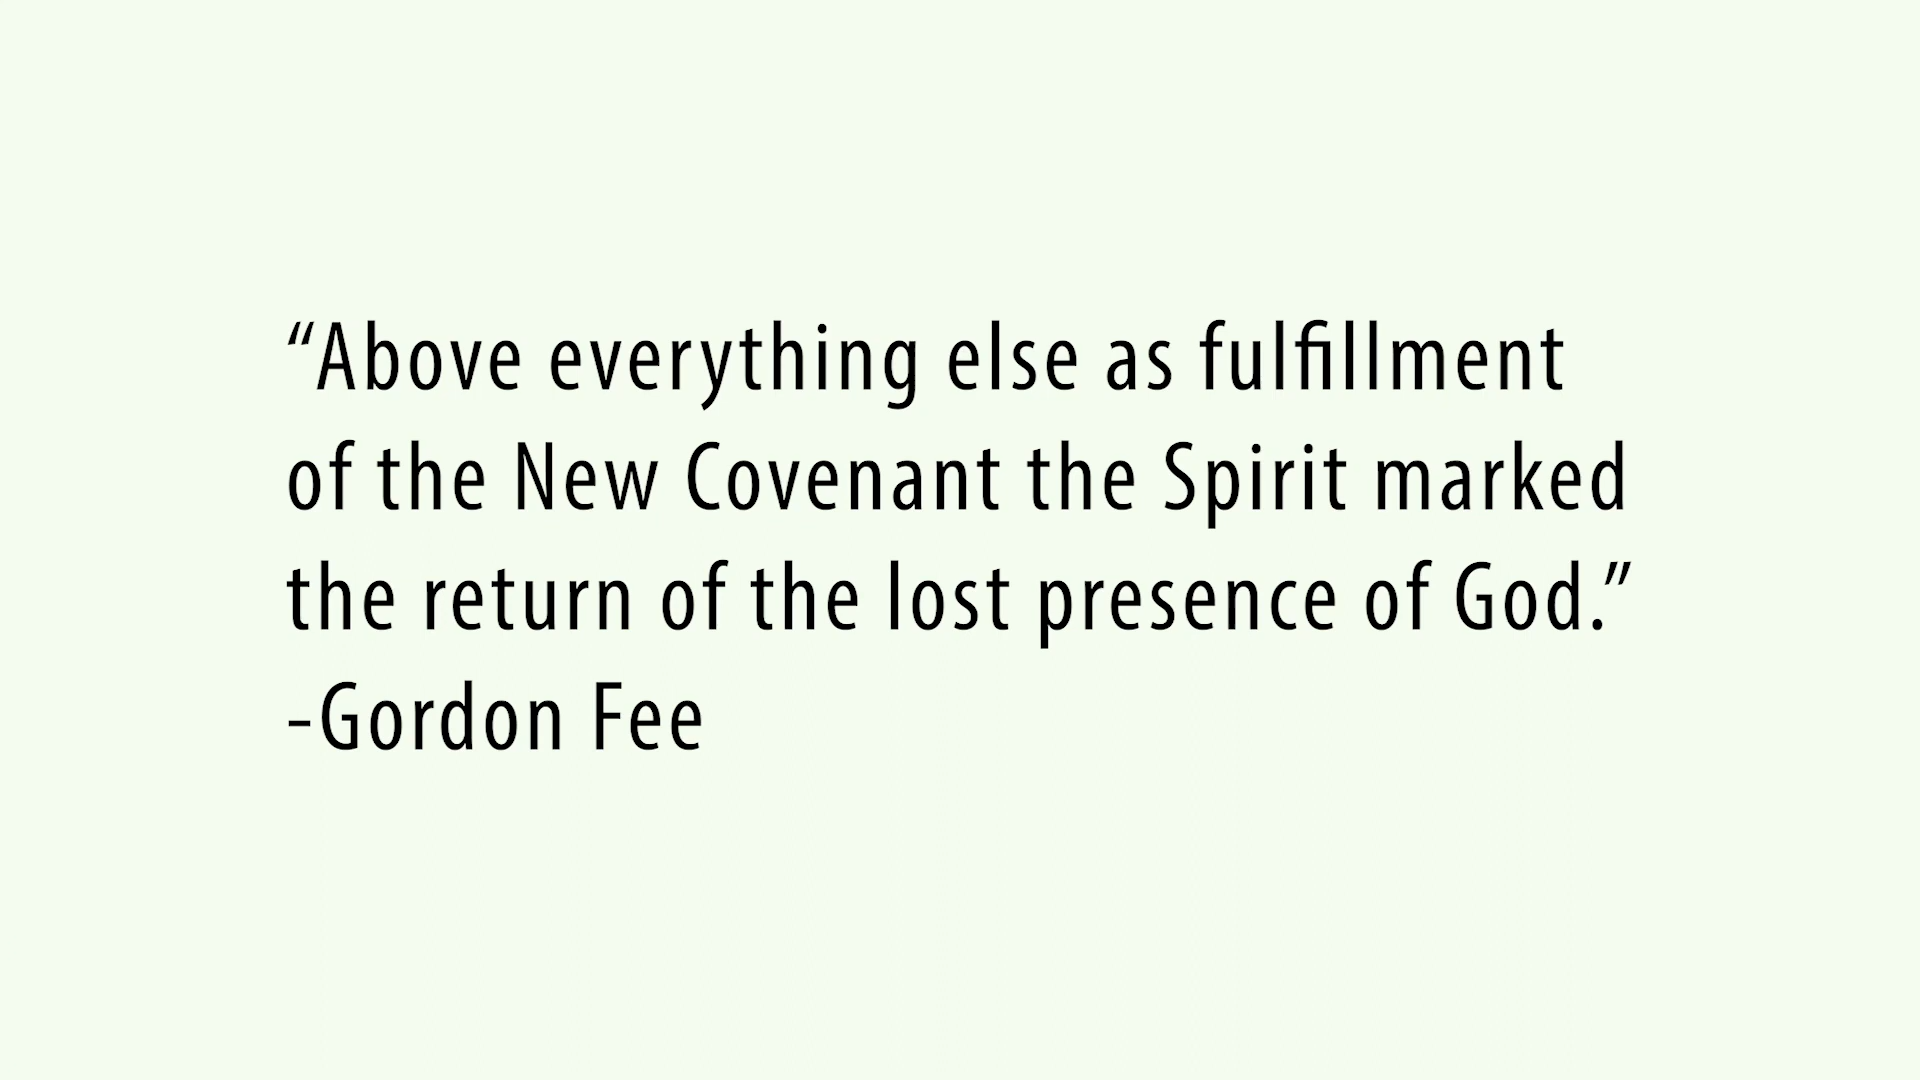 “Above everything else as fulfillment
of the New Covenant the Spirit marked
the return of the lost presence of God.”
-Gordon Fee